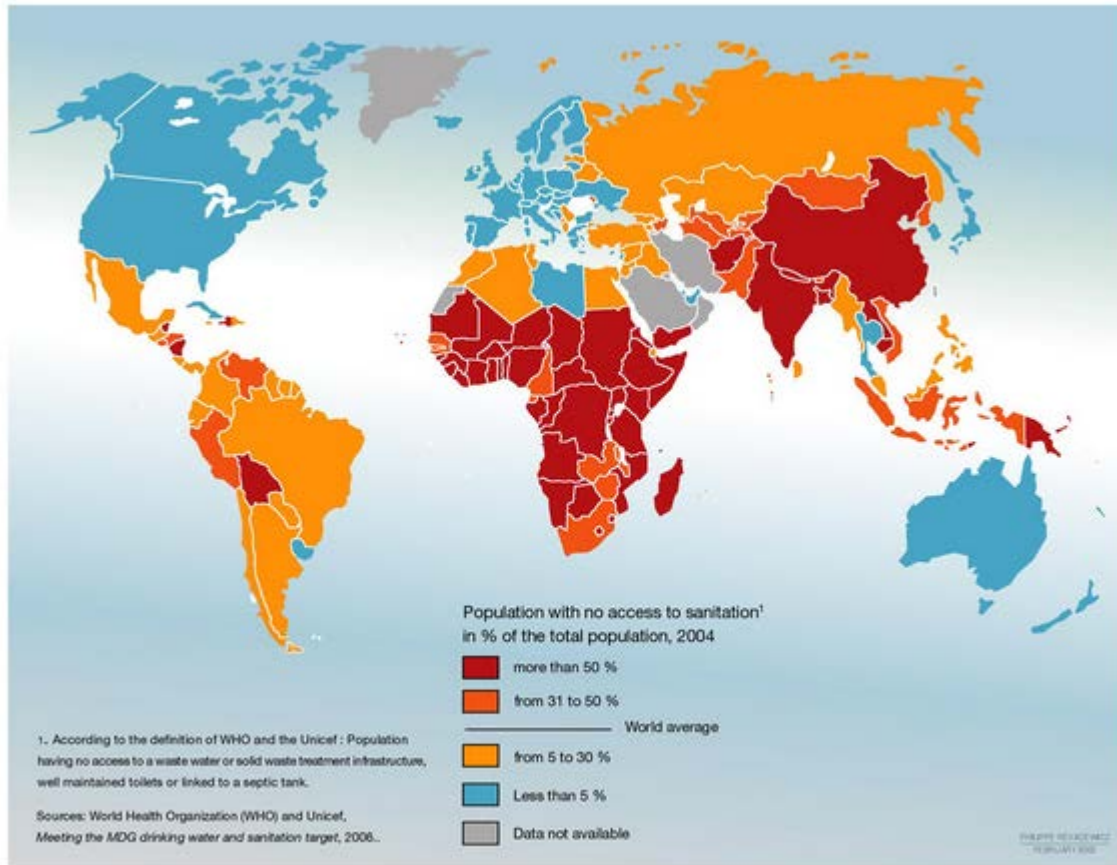 Population with no access to sanitation¹
in % of the total population, 2004
more than 50 %
from 31 to 50 %
World average
from 5 to 30 %
Less than 5 %
Data not available
1.. According to the definition of WHO and the Unicef : Population
having no access to a waste water or solid waste treatment infrastructure,
well maintained toilets or linked to a septic tank.
Sources: World Health Organization (WHO) and Unicef,
Meeting the MDG drinking water and sanitation target, 2006..
PHILIPPE REKACEWICZ
FEBRUARY